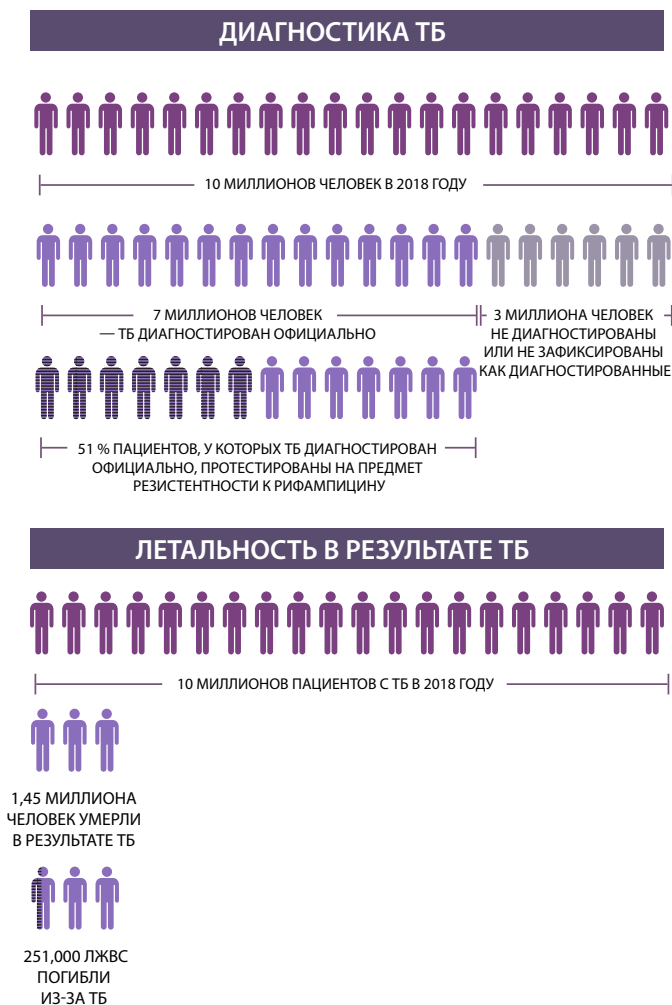 ДИАГНОСТИКА ТБ
10 МИЛЛИОНОВ ЧЕЛОВЕК В 2018 ГОДУ
7 МИЛЛИОНОВ ЧЕЛОВЕК
— ТБ ДИАГНОСТИРОВАН ОФИЦИАЛЬНО
3 МИЛЛИОНА ЧЕЛОВЕК
НЕ ДИАГНОСТИРОВАНЫ
ИЛИ НЕ ЗАФИКСИРОВАНЫ
КАК ДИАГНОСТИРОВАННЫЕ
51 % ПАЦИЕНТОВ, У КОТОРЫХ ТБ ДИАГНОСТИРОВАН
ОФИЦИАЛЬНО, ПРОТЕСТИРОВАНЫ НА ПРЕДМЕТ
РЕЗИСТЕНТНОСТИ К РИФАМПИЦИНУ
ЛЕТАЛЬНОСТЬ В РЕЗУЛЬТАТЕ ТБ
10 МИЛЛИОНОВ ПАЦИЕНТОВ С ТБ В 2018 ГОДУ
1,45 МИЛЛИОНА
ЧЕЛОВЕК УМЕРЛИ
В РЕЗУЛЬТАТЕ ТБ
251,000 ЛЖВС
ПОГИБЛИ
ИЗ-ЗА ТБ